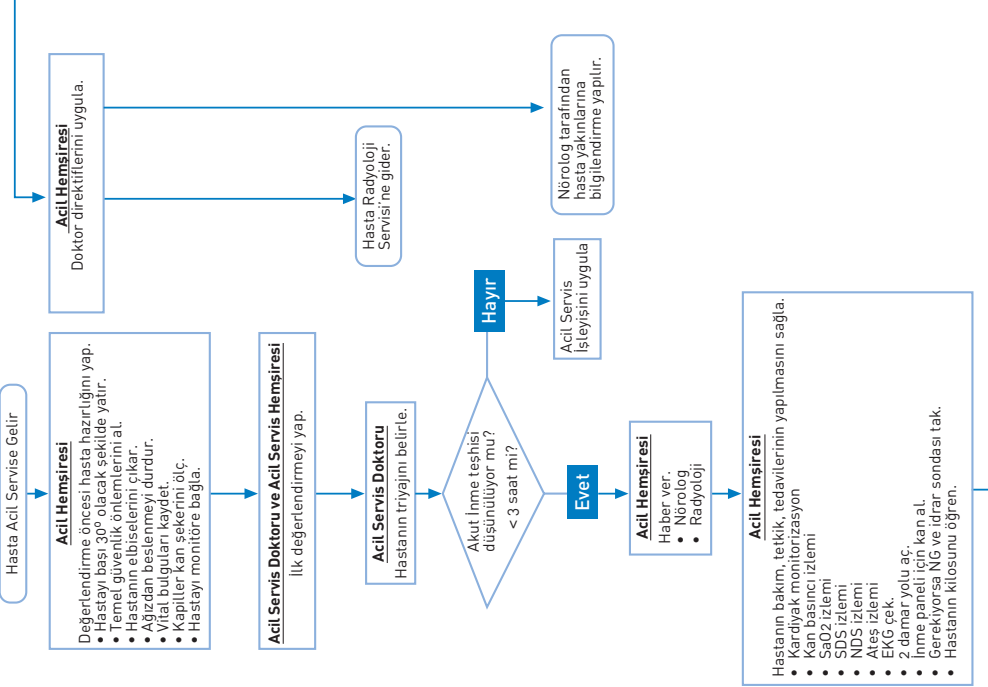 Hasta Acil Servise Gelir
Acil Hemşiresi
Değerlendirme öncesi hasta hazırlığını yap.
• Hastayı başı 30º olacak şekilde yatır.
• Temel güvenlik önlemlerini al.
• Hastanın elbiselerini çıkar.
• Ağızdan beslenmeyi durdur.
• Vital bulguları kaydet.
• Kapiller kan şekerini ölç.
• Hastayı monitöre bağla.
Acil Servis Doktoru ve Acil Servis Hemşiresi
İlk değerlendirmeyi yap.
Acil Servis Doktoru
Hastanın triyajını belirle.
Akut İnme teşhisi
düşünülüyor mu?
< 3 saat mi?
Hayır
Acil Servis
İşleyişini uygula
Evet
Acil Hemşiresi
Haber ver.
• Nörolog
• Radyoloji
Acil Hemşiresi
Hastanın bakım, tetkik, tedavilerinin yapılmasını sağla.
• Kardiyak monitorizasyon
• Kan basıncı izlemi
• SaO2 izlemi
• SDS izlemi
• NDS izlemi
• Ateş izlemi
• EKG çek.
• 2 damar yolu aç.
• İnme paneli için kan al.
• Gerekiyorsa NG ve idrar sondası tak.
• Hastanın kilosunu öğren.
Acil Hemşiresi
Doktor direktiflerini uygula.
Hasta Radyoloji
Servisi'ne gider.
Nörolog tarafından
hasta yakınlarına
bilgilendirme yapılır.